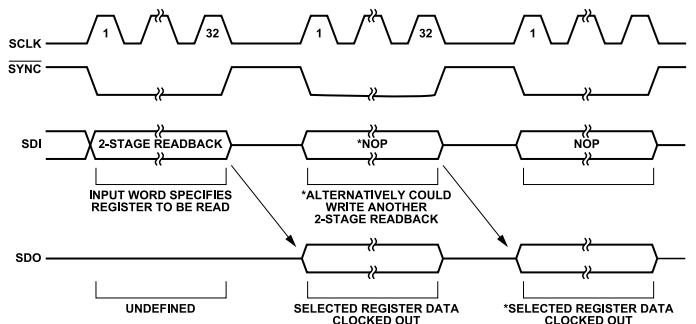 SCLK 1 32 1 32 1
SYNC
SDI 2-STAGE READBACK *NOP NOP
INPUT WORD SPECIFIES
REGISTER TO BE READ
*ALTERNATIVELY COULD
WRITE ANOTHER
2-STAGE READBACK
SDO
UNDEFINED
SELECTED REGISTER DATA
CLOCKED OUT
*SELECTED REGISTER DATA
CLOCKED OUT